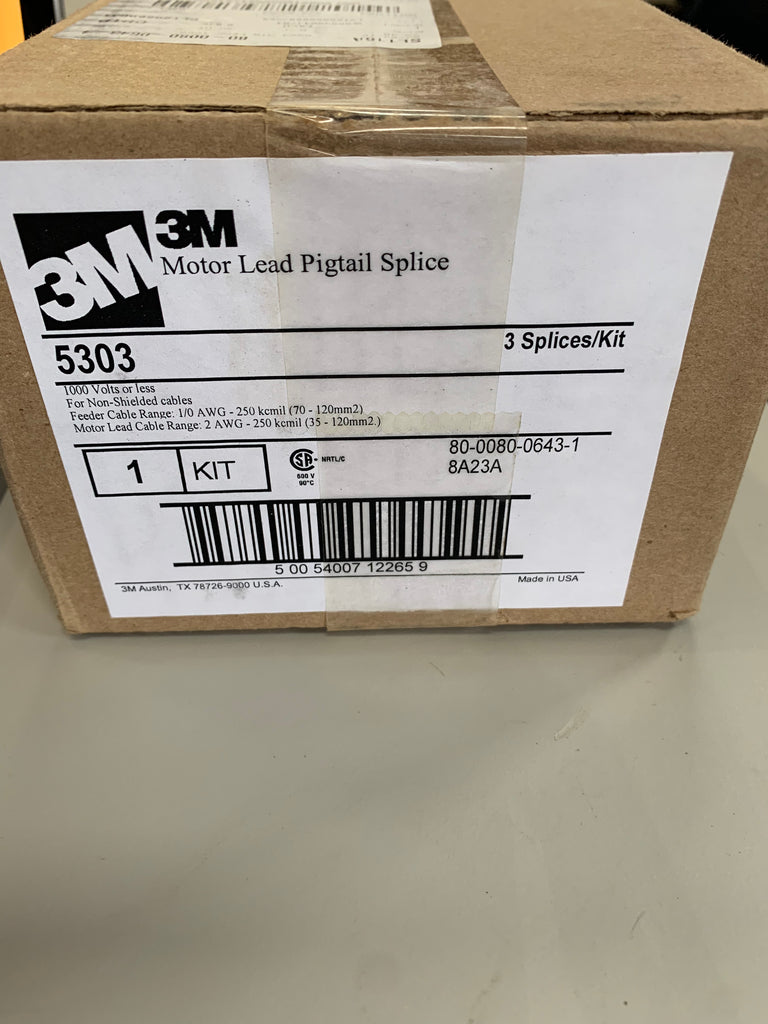 3M
3M
Motor Lead Pigtail Splice
5303
3 Splices/Kit
1000 Volts or less
For Non-Shielded cables
Feeder Cable Range: 1/0 AWG - 250 kcmil (70 - 120mm2)
Motor Lead Cable Range: 2 AWG - 250 kcmil (35 - 120mm2.)
1 KIT
SA NRTL/C
600 V
90°C
80-0080-0643-1
8A23A
5 00 54007 12265 9
3M Austin, TX 78726-9000 U.S.A.
Made in USA